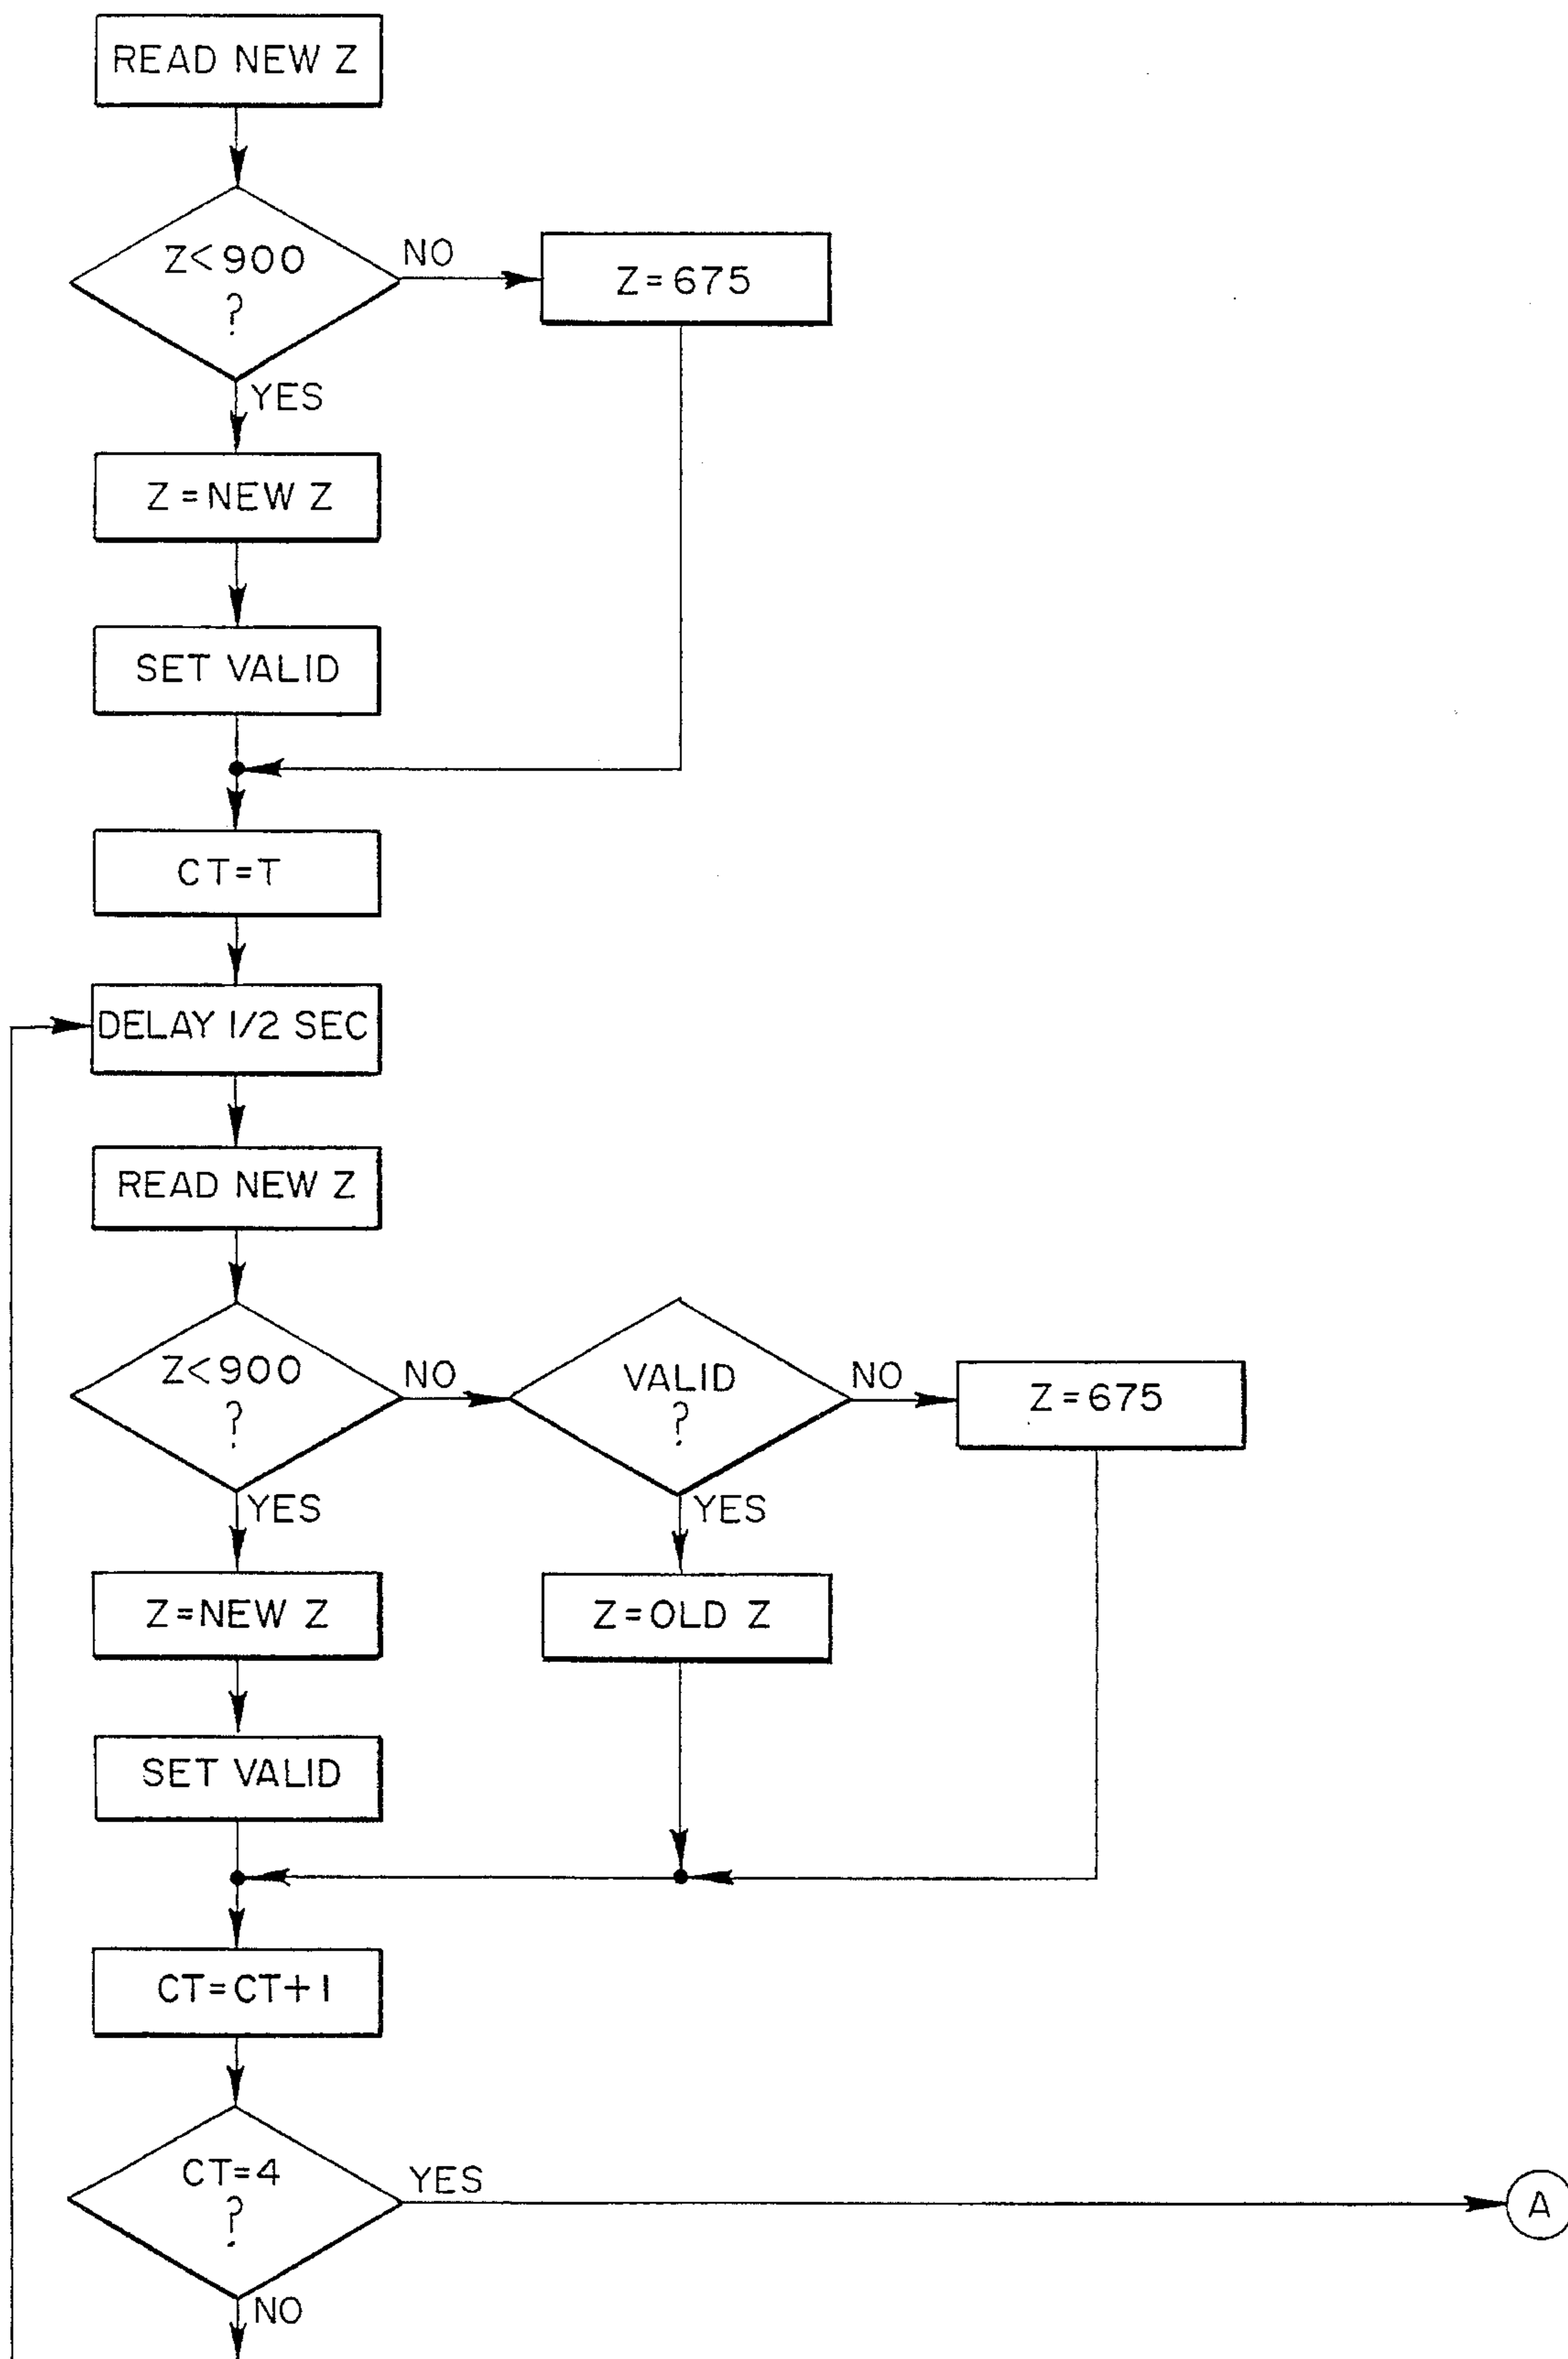 READ NEW Z
Z<900
?
NO
Z=675
YES
Z=NEW Z
SET VALID
CT=T
DELAY 1/2 SEC
READ NEW Z
Z<900
?
NO
VALID
?
NO
Z=675
YES
YES
Z=NEW Z
Z=OLD Z
SET VALID
CT=CT+1
CT=4
?
YES
A
NO